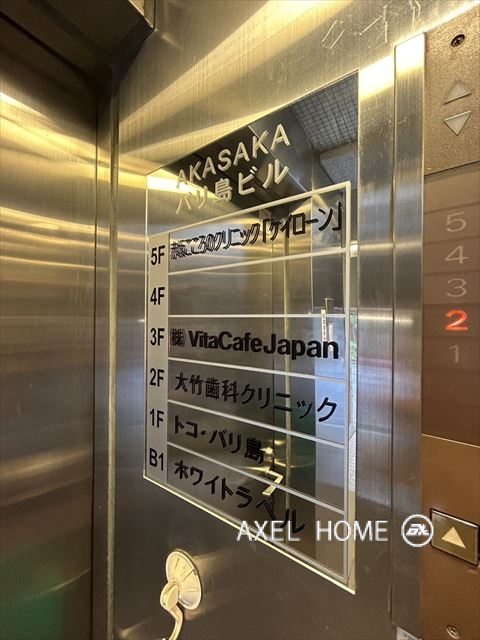 AKASAKA
バリ島ビル
5F 赤坂こころのクリニック「ケイローン」
4F
3F ㈱ VitaCafeJapan
2F 大竹歯科クリニック
1F トコ・バリ島
B1 ホワイトラベル
5
4
3
2
1
AXEL HOME